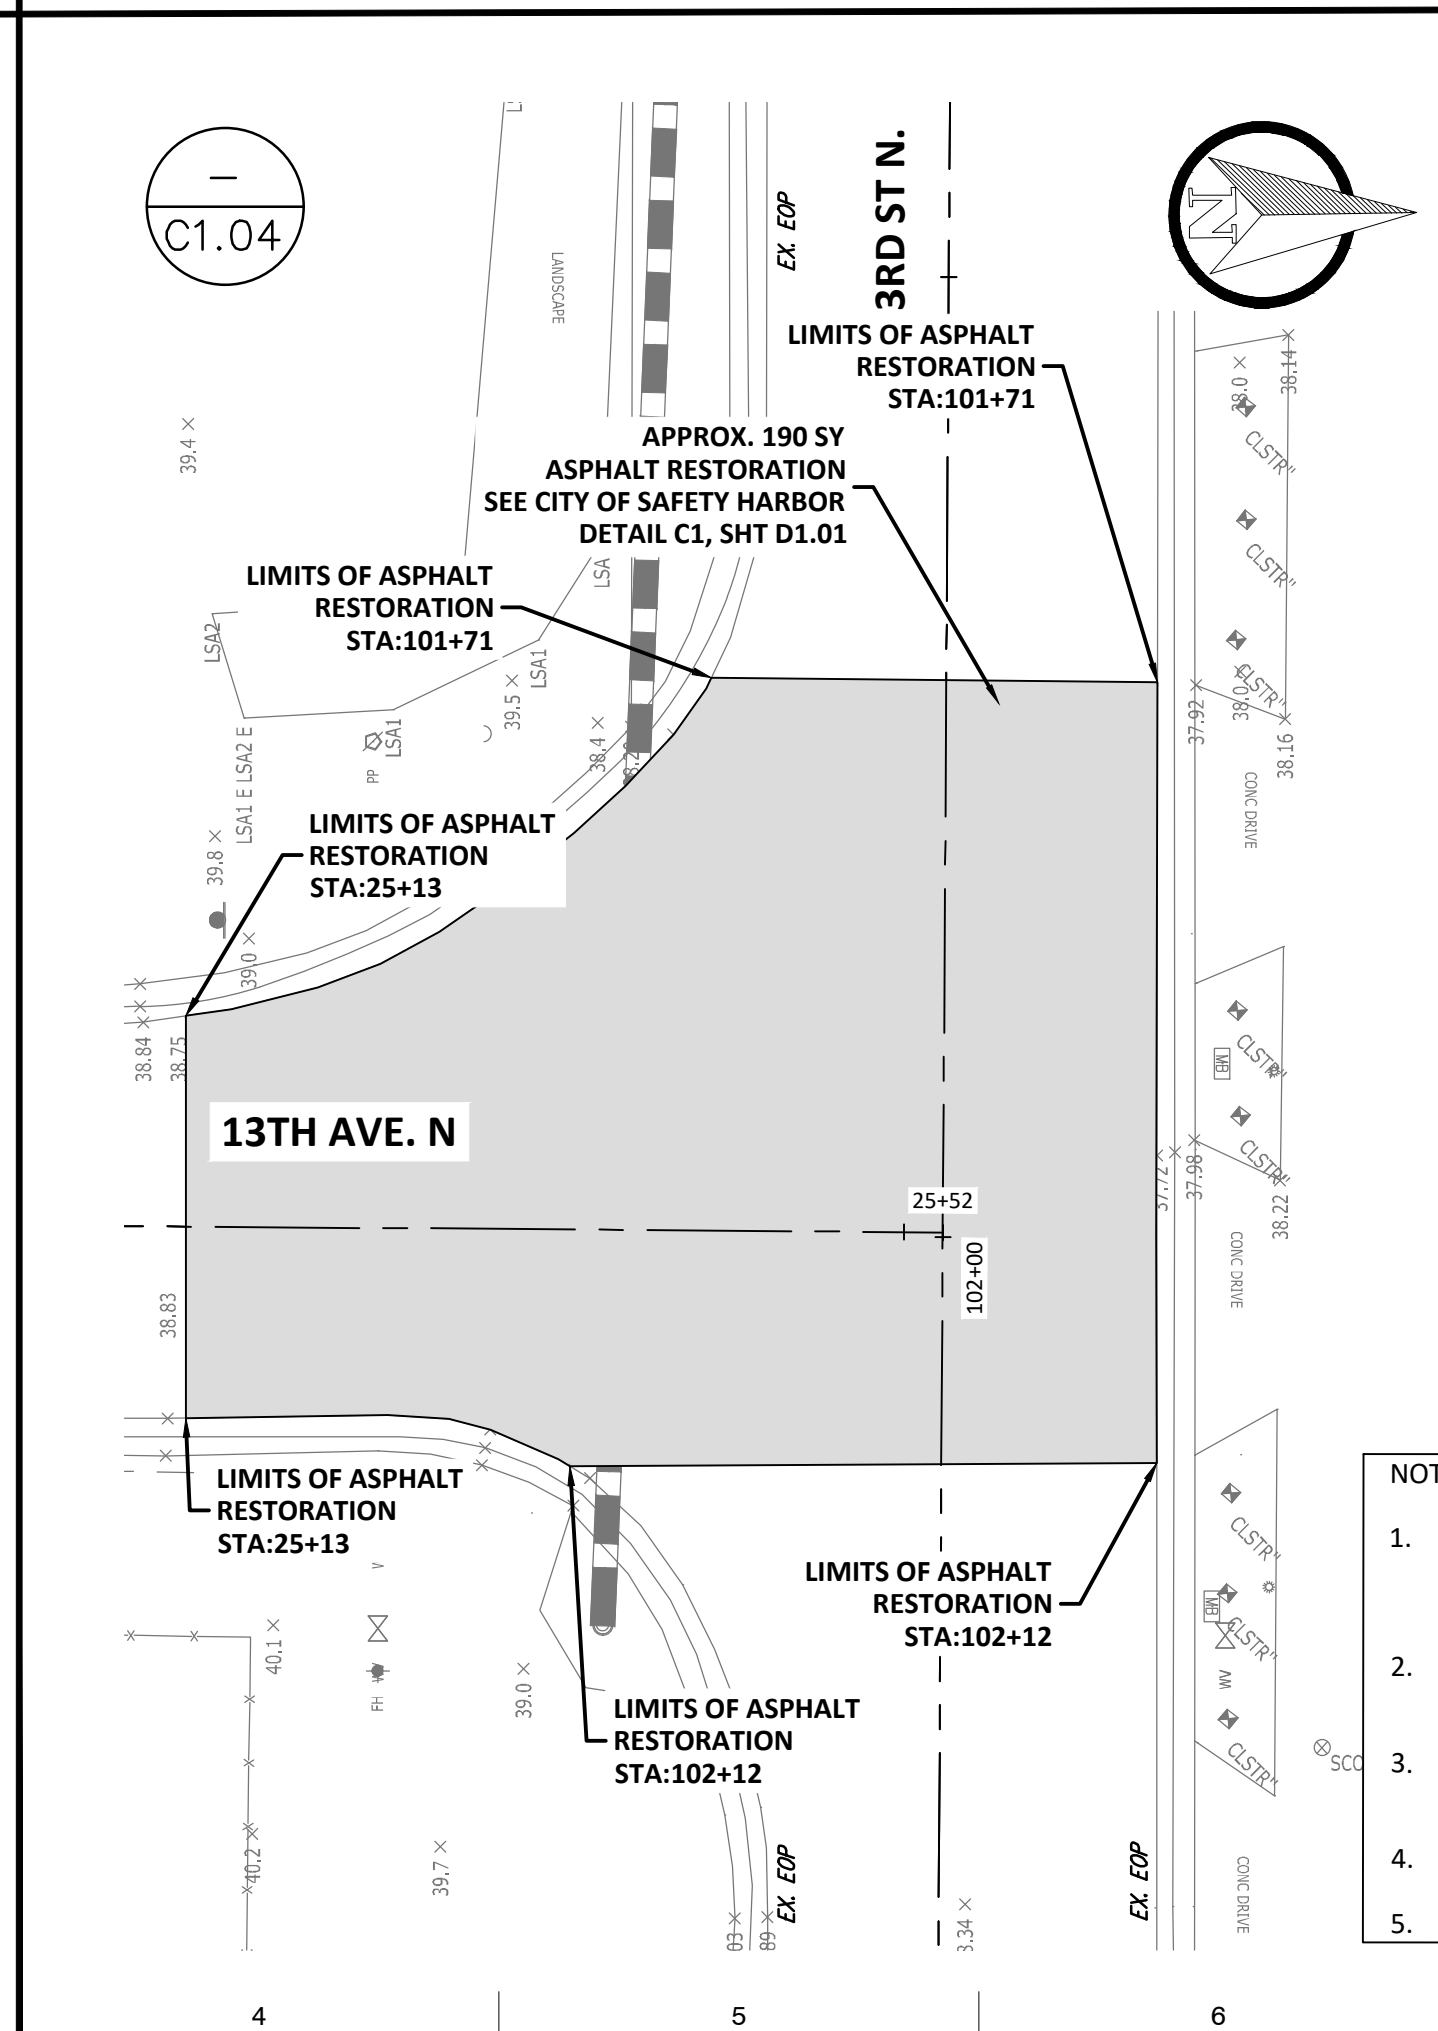 –
C1.04
N
3RD ST N.
EX. EOP
LANDSCAPE
LIMITS OF ASPHALT
RESTORATION
STA:101+71
38.14
38.0
CLSTR"
39.4
APPROX. 190 SY
ASPHALT RESTORATION
SEE CITY OF SAFETY HARBOR
DETAIL C1, SHT D1.01
CLSTR"
LSA
LIMITS OF ASPHALT
RESTORATION
STA:101+71
LSA2
LSA1
39.5
CLSTR"
38.0
37.92
38.16
LSA1
PP
38.4
LSA1 E LSA2 E
CONC DRIVE
LIMITS OF ASPHALT
RESTORATION
STA:25+13
39.8
39.0
38.84
38.75
CLSTR"
MB
13TH AVE. N
CLSTR"
37.72
37.98
38.22
25+52
102+00
CONC DRIVE
38.83
LIMITS OF ASPHALT
RESTORATION
STA:25+13
V
CLSTR"
MB
CLSTR"
LIMITS OF ASPHALT
RESTORATION
STA:102+12
40.1
FH
39.0
LIMITS OF ASPHALT
RESTORATION
STA:102+12
CLSTR"
SCO
40.2
39.7
EX. EOP
EX. EOP
CONC DRIVE
03
89
3.34
NOT
1.
2.
3.
4.
5.
4
5
6